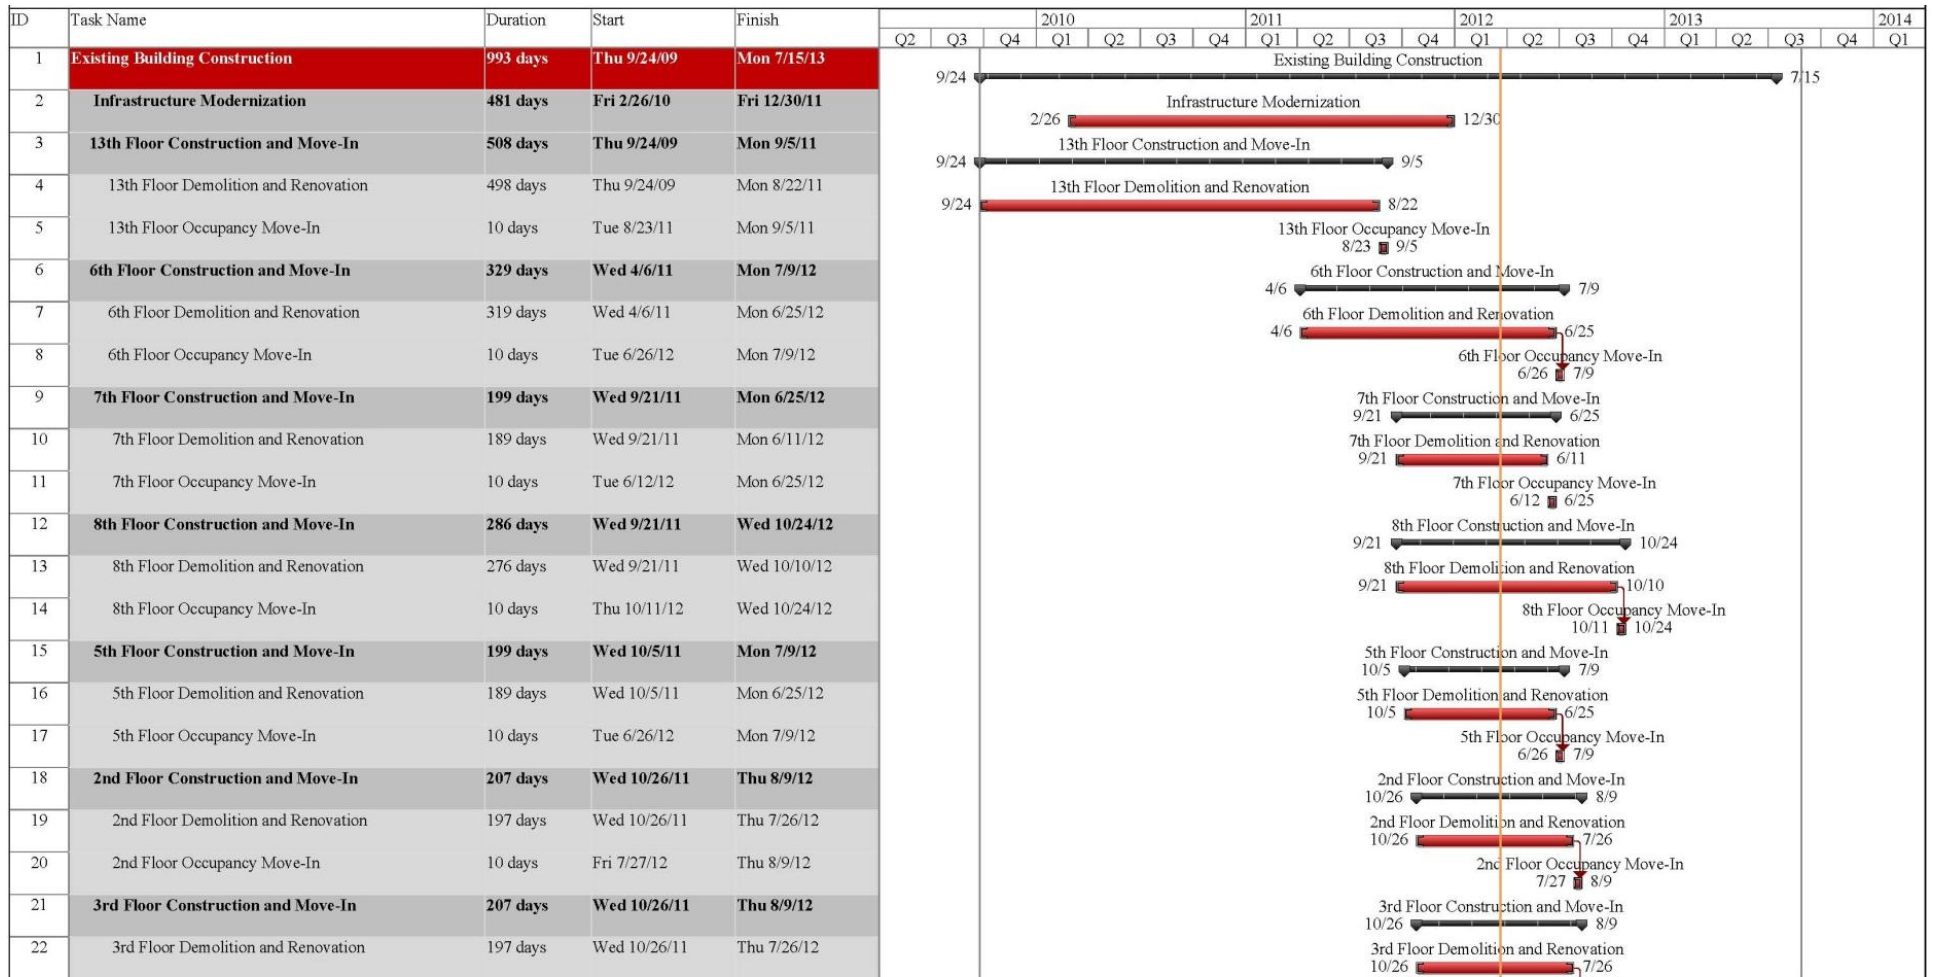 ID Task Name Duration Start Finish 2010 2011 2012 2013 2014
Q2 Q3 Q4 Q1 Q2 Q3 Q4 Q1 Q2 Q3 Q4 Q1 Q2 Q3 Q4 Q1 Q2 Q3 Q4 Q1
1 Existing Building Construction 993 days Thu 9/24/09 Mon 7/15/13 Existing Building Construction
9/24 7/15
2 Infrastructure Modernization 481 days Fri 2/26/10 Fri 12/30/11 Infrastructure Modernization
2/26 12/30
3 13th Floor Construction and Move-In 508 days Thu 9/24/09 Mon 9/5/11 13th Floor Construction and Move-In
9/24 9/5
4 13th Floor Demolition and Renovation 498 days Thu 9/24/09 Mon 8/22/11 13th Floor Demolition and Renovation
9/24 8/22
5 13th Floor Occupancy Move-In 10 days Tue 8/23/11 Mon 9/5/11 13th Floor Occupancy Move-In
8/23 9/5
6 6th Floor Construction and Move-In 329 days Wed 4/6/11 Mon 7/9/12 6th Floor Construction and Move-In
4/6 7/9
7 6th Floor Demolition and Renovation 319 days Wed 4/6/11 Mon 6/25/12 6th Floor Demolition and Renovation
4/6 6/25
8 6th Floor Occupancy Move-In 10 days Tue 6/26/12 Mon 7/9/12 6th Floor Occupancy Move-In
6/26 7/9
9 7th Floor Construction and Move-In 199 days Wed 9/21/11 Mon 6/25/12 7th Floor Construction and Move-In
9/21 6/25
10 7th Floor Demolition and Renovation 189 days Wed 9/21/11 Mon 6/11/12 7th Floor Demolition and Renovation
9/21 6/11
11 7th Floor Occupancy Move-In 10 days Tue 6/12/12 Mon 6/25/12 7th Floor Occupancy Move-In
6/12 6/25
12 8th Floor Construction and Move-In 286 days Wed 9/21/11 Wed 10/24/12 8th Floor Construction and Move-In
9/21 10/24
13 8th Floor Demolition and Renovation 276 days Wed 9/21/11 Wed 10/10/12 8th Floor Demolition and Renovation
9/21 10/10
14 8th Floor Occupancy Move-In 10 days Thu 10/11/12 Wed 10/24/12 8th Floor Occupancy Move-In
10/11 10/24
15 5th Floor Construction and Move-In 199 days Wed 10/5/11 Mon 7/9/12 5th Floor Construction and Move-In
10/5 7/9
16 5th Floor Demolition and Renovation 189 days Wed 10/5/11 Mon 6/25/12 5th Floor Demolition and Renovation
10/5 6/25
17 5th Floor Occupancy Move-In 10 days Tue 6/26/12 Mon 7/9/12 5th Floor Occupancy Move-In
6/26 7/9
18 2nd Floor Construction and Move-In 207 days Wed 10/26/11 Thu 8/9/12 2nd Floor Construction and Move-In
10/26 8/9
19 2nd Floor Demolition and Renovation 197 days Wed 10/26/11 Thu 7/26/12 2nd Floor Demolition and Renovation
10/26 7/26
20 2nd Floor Occupancy Move-In 10 days Fri 7/27/12 Thu 8/9/12 2nd Floor Occupancy Move-In
7/27 8/9
21 3rd Floor Construction and Move-In 207 days Wed 10/26/11 Thu 8/9/12 3rd Floor Construction and Move-In
10/26 8/9
22 3rd Floor Demolition and Renovation 197 days Wed 10/26/11 Thu 7/26/12 3rd Floor Demolition and Renovation
10/26 7/26